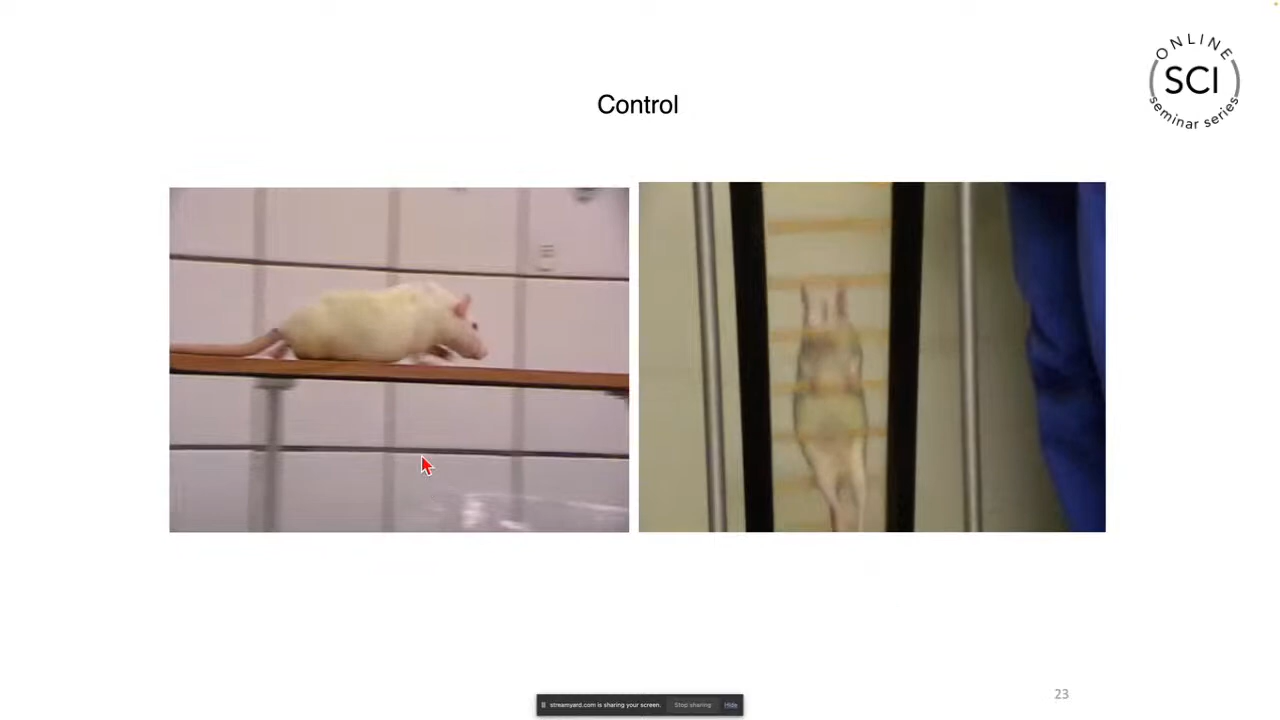 ONLINE
SCI
seminar series
Control
streamyard.com is sharing your screen.
Stop sharing
Hide
23